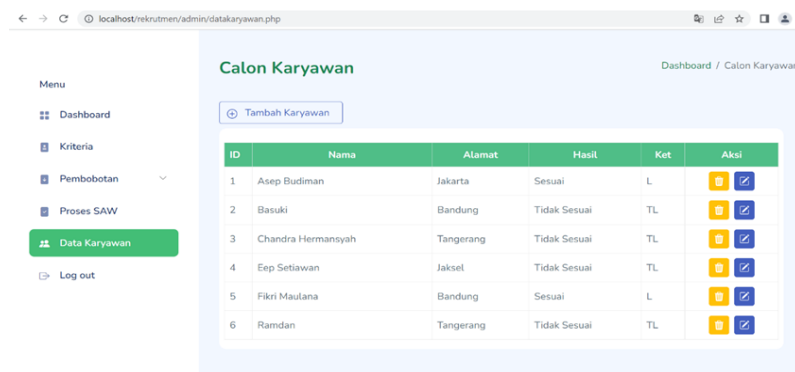 localhost/rekrutmen/admin/datakaryawan.php
Menu
Dashboard
Kriteria
Pembobotan
Proses SAW
Data Karyawan
Log out
Calon Karyawan
Dashboard / Calon Karyawan
Tambah Karyawan
ID Nama Alamat Hasil Ket Aksi
1 Asep Budiman Jakarta Sesuai L
2 Basuki Bandung Tidak Sesuai TL
3 Chandra Hermansyah Tangerang Tidak Sesuai TL
4 Eep Setiawan Jaksel Tidak Sesuai TL
5 Fikri Maulana Bandung Sesuai L
6 Ramdan Tangerang Tidak Sesuai TL